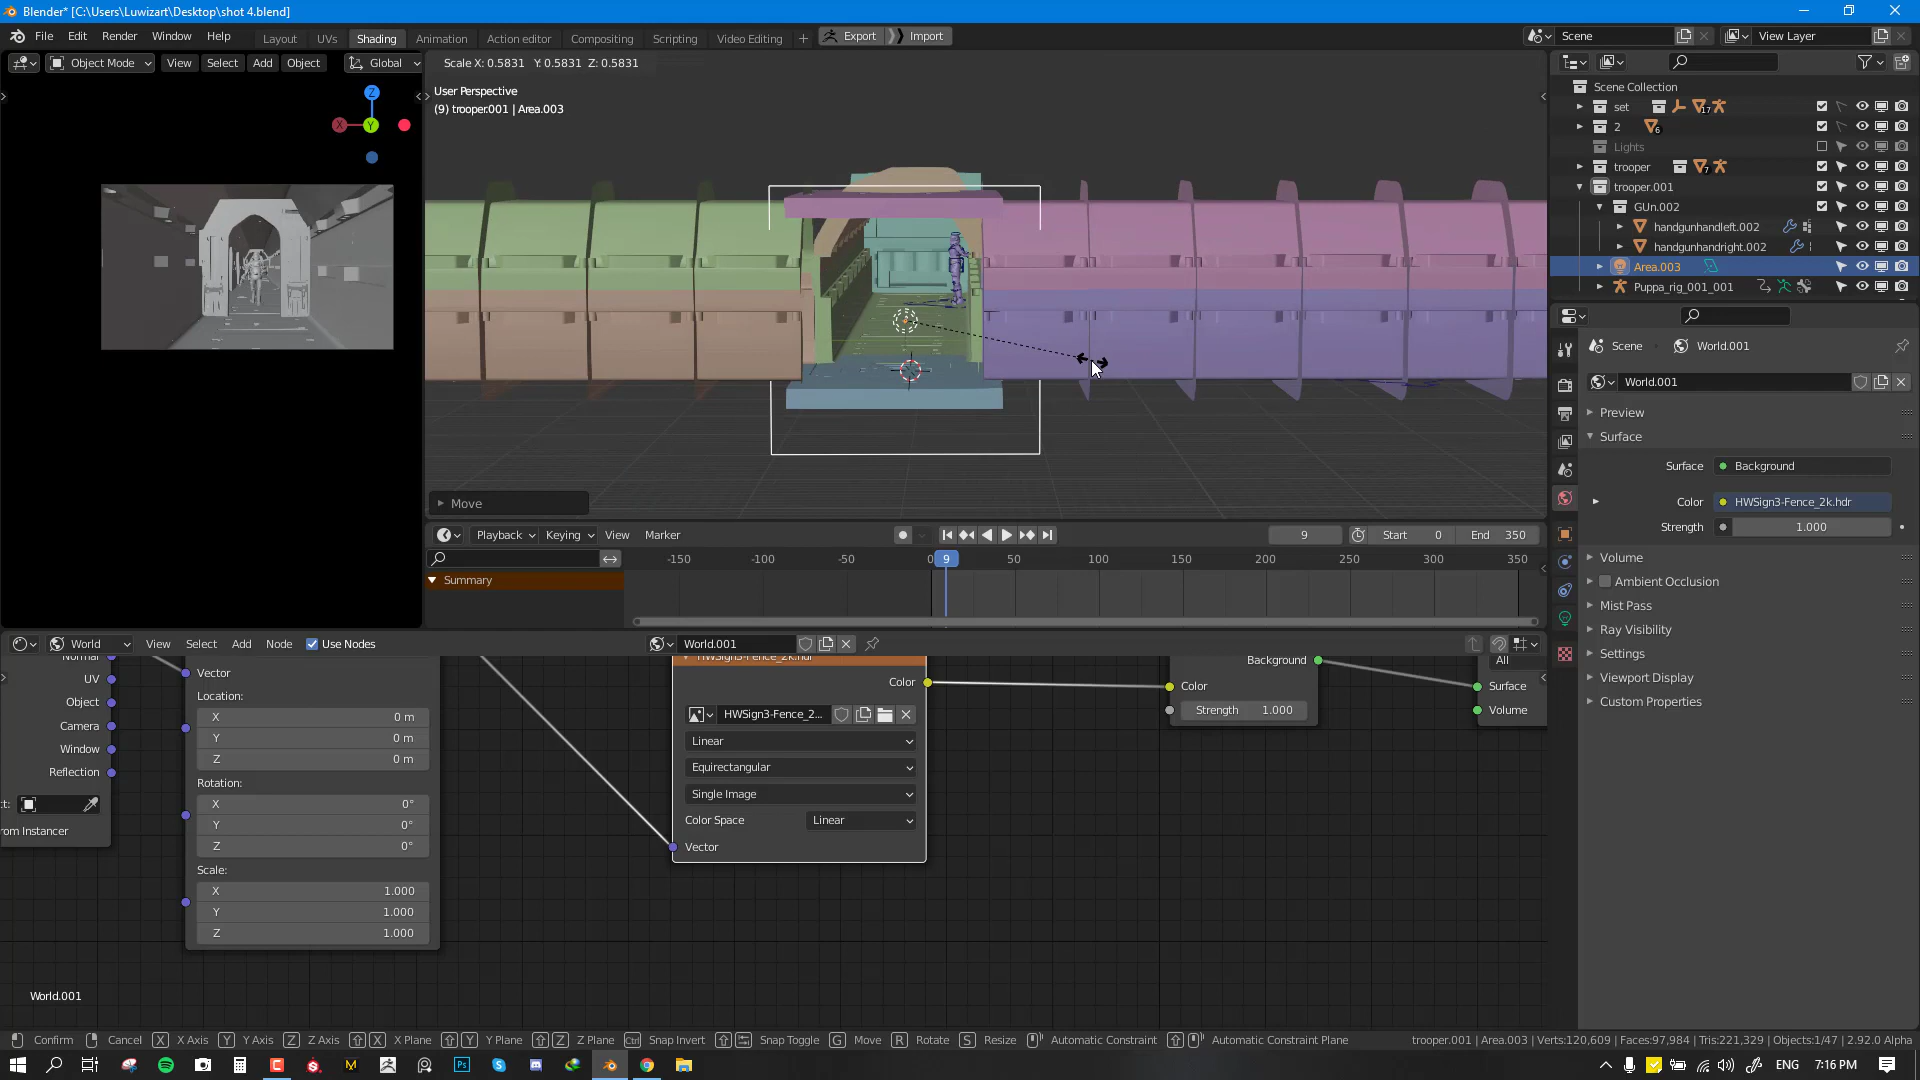 Blender* [C:\Users\Luwizart\Desktop\shot 4.blend]
File Edit Render Window Help Layout UVs Shading Animation Action editor Compositing Scripting Video Editing + Export Import Scene View Layer
Object Mode View Select Add Object Global Scale X: 0.5831 Y: 0.5831 Z: 0.5831
User Perspective
(9) trooper.001 | Area.003
Z
X Y
Scene Collection
set 17
2 6
Lights
trooper 7
trooper.001
GUn.002
handgunhandleft.002
handgunhandright.002
Area.003
Puppa_rig_001_001
Scene World.001
World.001
Preview
Surface
Surface Background
Color HWSign3-Fence_2k.hdr
Strength 1.000
Volume
Ambient Occlusion
Mist Pass
Ray Visibility
Settings
Viewport Display
Custom Properties
Move
Playback Keying View Marker 9 Start 0 End 350
-150 -100 -50 0 9 50 100 150 200 250 300 350
Summary
World View Select Add Node Use Nodes World.001
Normal
UV
Object
Camera
Window
Reflection
ct:
rom Instancer
Vector
Location:
X 0 m
Y 0 m
Z 0 m
Rotation:
X 0°
Y 0°
Z 0°
Scale:
X 1.000
Y 1.000
Z 1.000
HWSign3-Fence_2k.hdr
Color
HWSign3-Fence_2...
Linear
Equirectangular
Single Image
Color Space Linear
Vector
Background
Color
Strength 1.000
All
Surface
Volume
World.001
Confirm Cancel X X Axis Y Y Axis Z Z Axis X X Plane Y Y Plane Z Z Plane Ctrl Snap Invert Snap Toggle G Move R Rotate S Resize Automatic Constraint Automatic Constraint Plane trooper.001 | Area.003 | Verts:120,609 | Faces:97,984 | Tris:221,329 | Objects:1/47 | 2.92.0 Alpha
ENG 7:16 PM